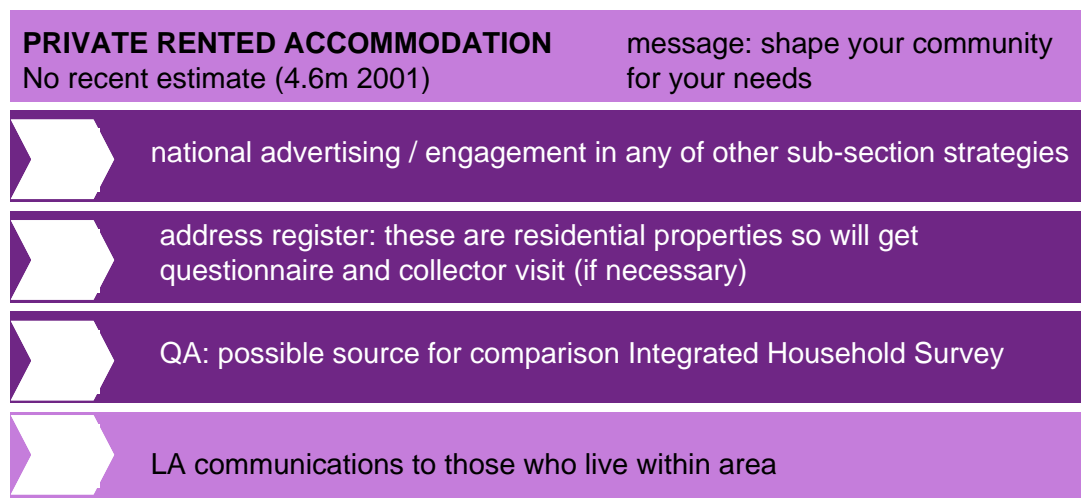 PRIVATE RENTED ACCOMMODATION
No recent estimate (4.6m 2001)
message: shape your community
for your needs
national advertising / engagement in any of other sub-section strategies
address register: these are residential properties so will get
questionnaire and collector visit (if necessary)
QA: possible source for comparison Integrated Household Survey
LA communications to those who live within area